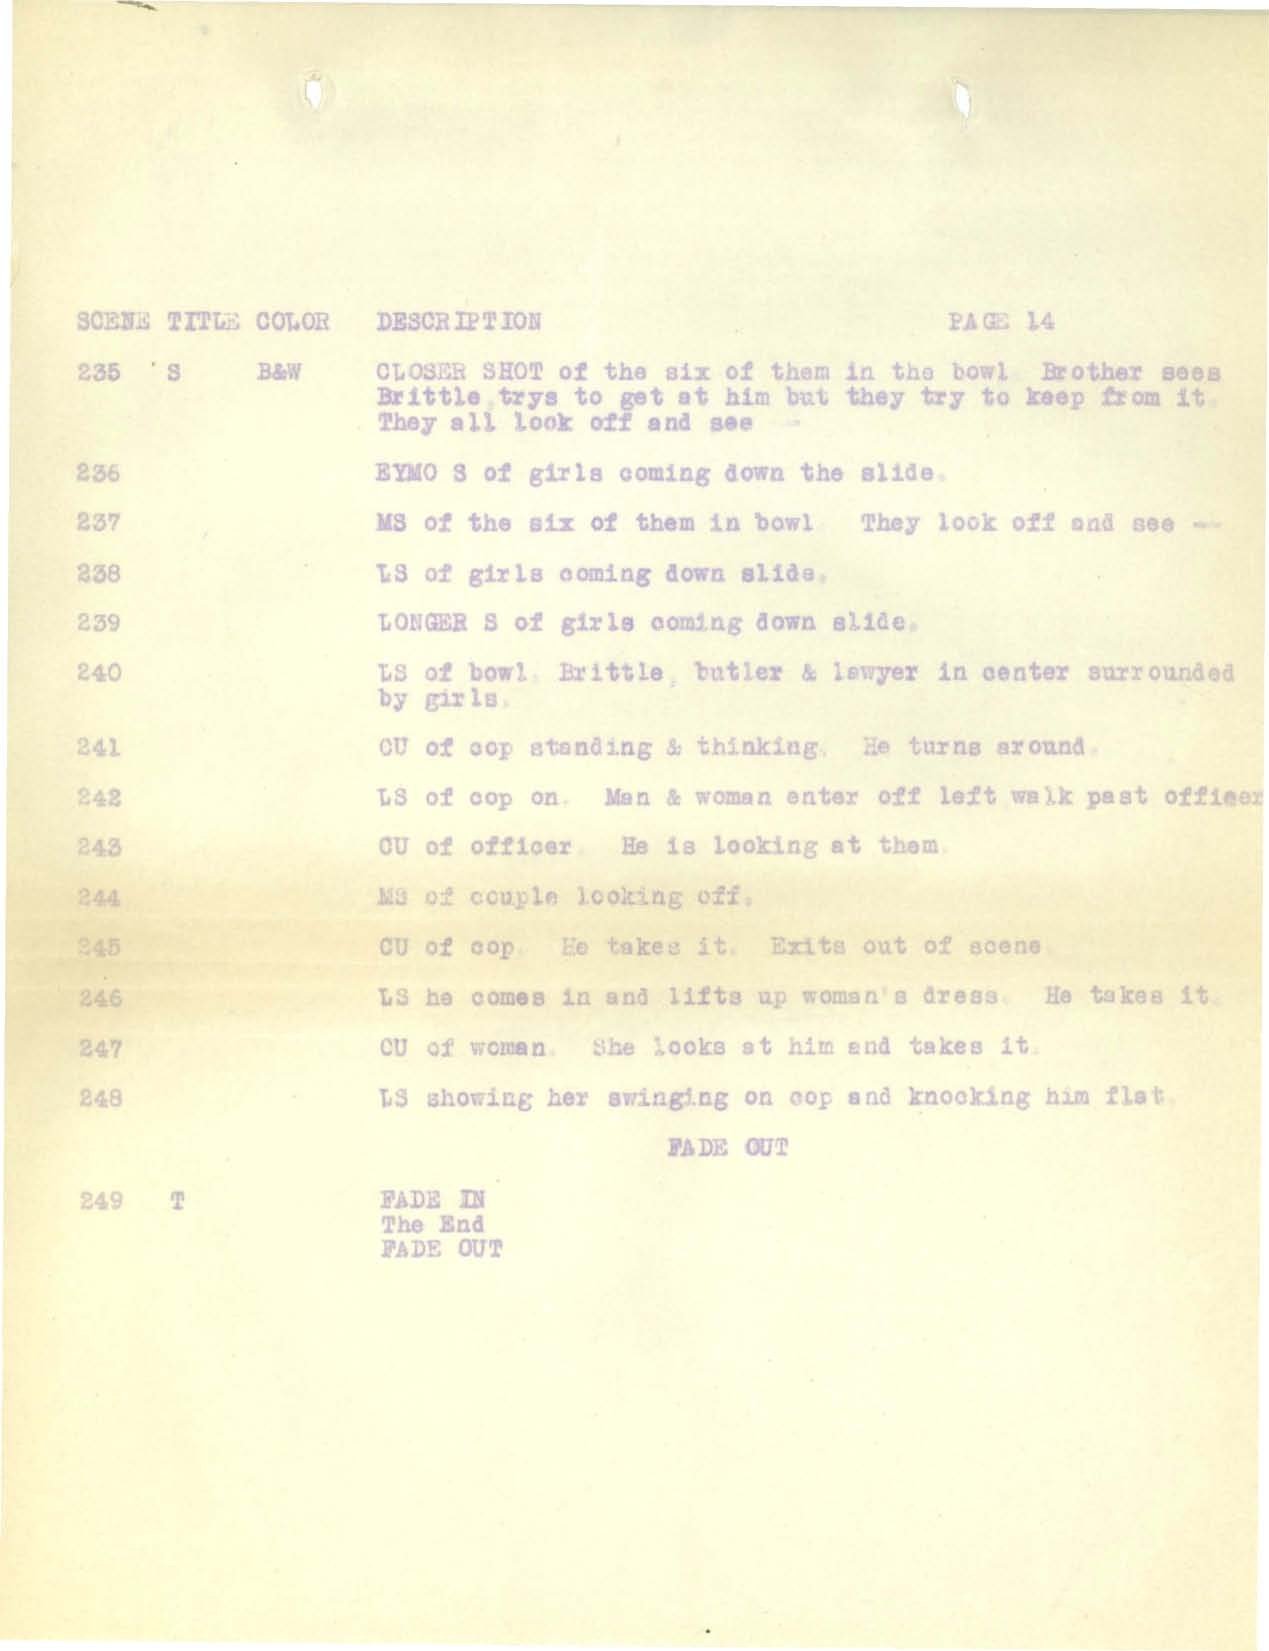 SCENE TITLE COLOR DESCRIPTION PAGE 14
235 S B&W CLOSER SHOT of the six of them in the bowl Brother sees
Brittle, trys to get at him but they try to keep from it
They all look off and see -
236 EYMO S of girls coming down the slide.
237 MS of the six of them in bowl They look off and see --
238 LS of girls coming down slide.
239 LONGER S of girls coming down slide.
240 LS of bowl. Brittle, butler & lawyer in center surrounded
by girls.
241 CU of cop standing & thinking. He turns around.
242 LS of cop on. Man & woman enter off left walk past officer
243 CU of officer. He is looking at them.
244 MS of couple looking off.
245 CU of cop. He takes it. Exits out of scene
246 LS he comes in and lifts up woman's dress. He takes it.
247 CU of woman. She looks at him and takes it.
248 LS showing her swinging on cop and knocking him flat.
FADE OUT
249 T FADE IN
The End
FADE OUT